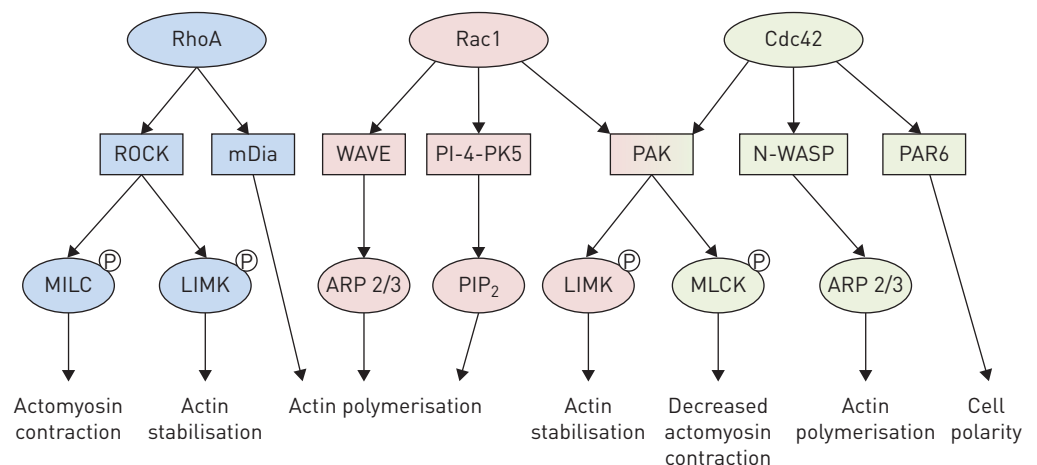 RhoA
Rac1
Cdc42
ROCK
mDia
WAVE
PI-4-PK5
PAK
N-WASP
PAR6
MILC
P
LIMK
P
ARP 2/3
PIP2
LIMK
P
MLCK
P
ARP 2/3
Actomyosin
contraction
Actin
stabilisation
Actin polymerisation
Actin
stabilisation
Decreased
actomyosin
contraction
Actin
polymerisation
Cell
polarity